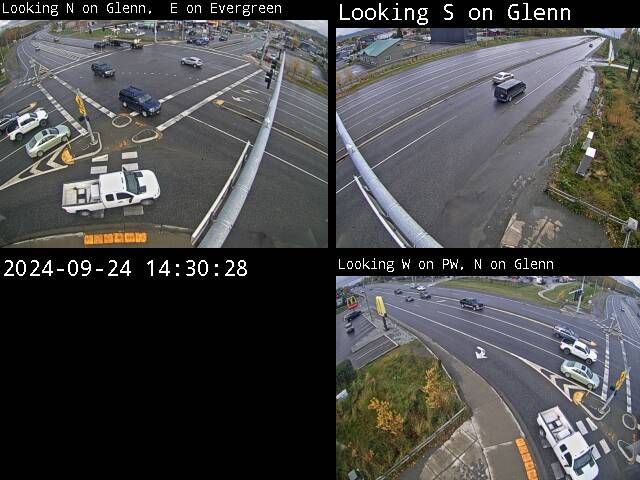 Looking N on Glenn,  E on Evergreen
Looking S on Glenn
2024-09-24 14:30:28
Looking W on PW, N on Glenn